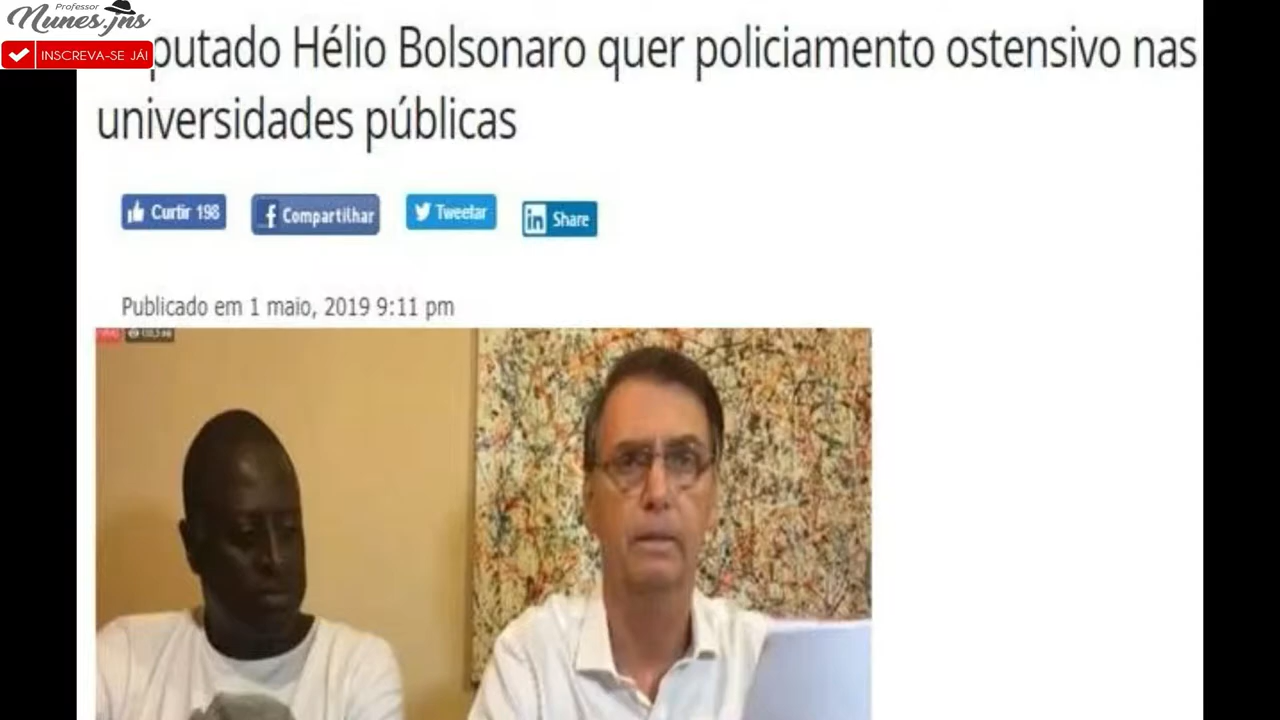 Professor
Nunes.jns
INSCREVA-SE JÁ!
putado Hélio Bolsonaro quer policiamento ostensivo nas
universidades públicas
Curtir 198
Compartilhar
Tweetar
in Share
Publicado em 1 maio, 2019 9:11 pm